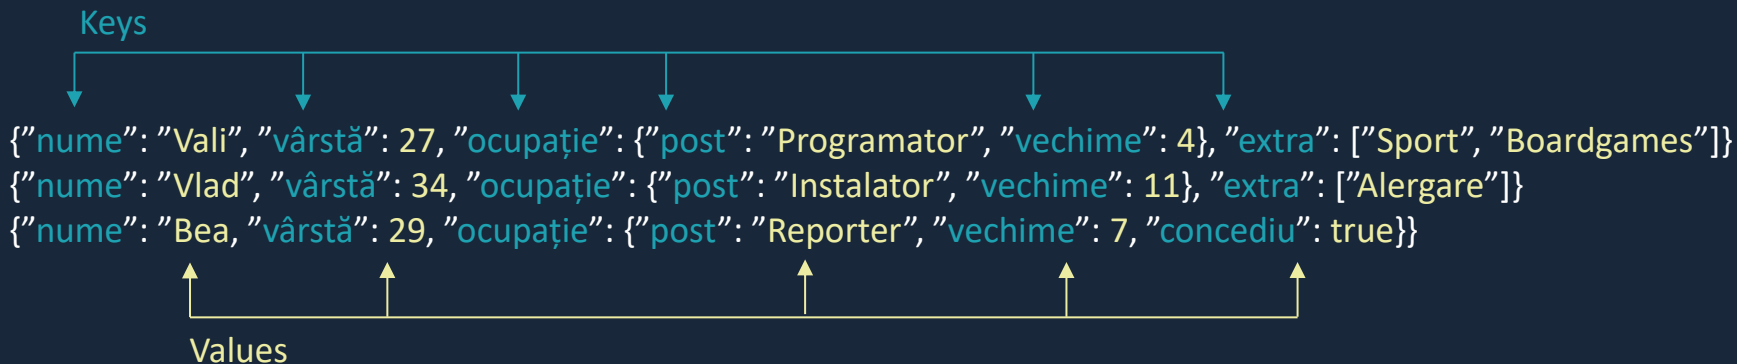 Keys
{”nume”: ”Vali”, ”vârstă”: 27, ”ocupație”: {”post”: ”Programator”, ”vechime”: 4}, ”extra”: [”Sport”, ”Boardgames”]}
{”nume”: ”Vlad”, ”vârstă”: 34, ”ocupație”: {”post”: ”Instalator”, ”vechime”: 11}, ”extra”: [”Alergare”]}
{”nume”: ”Bea, ”vârstă”: 29, ”ocupație”: {”post”: ”Reporter”, ”vechime”: 7, ”concediu”: true}}
Values